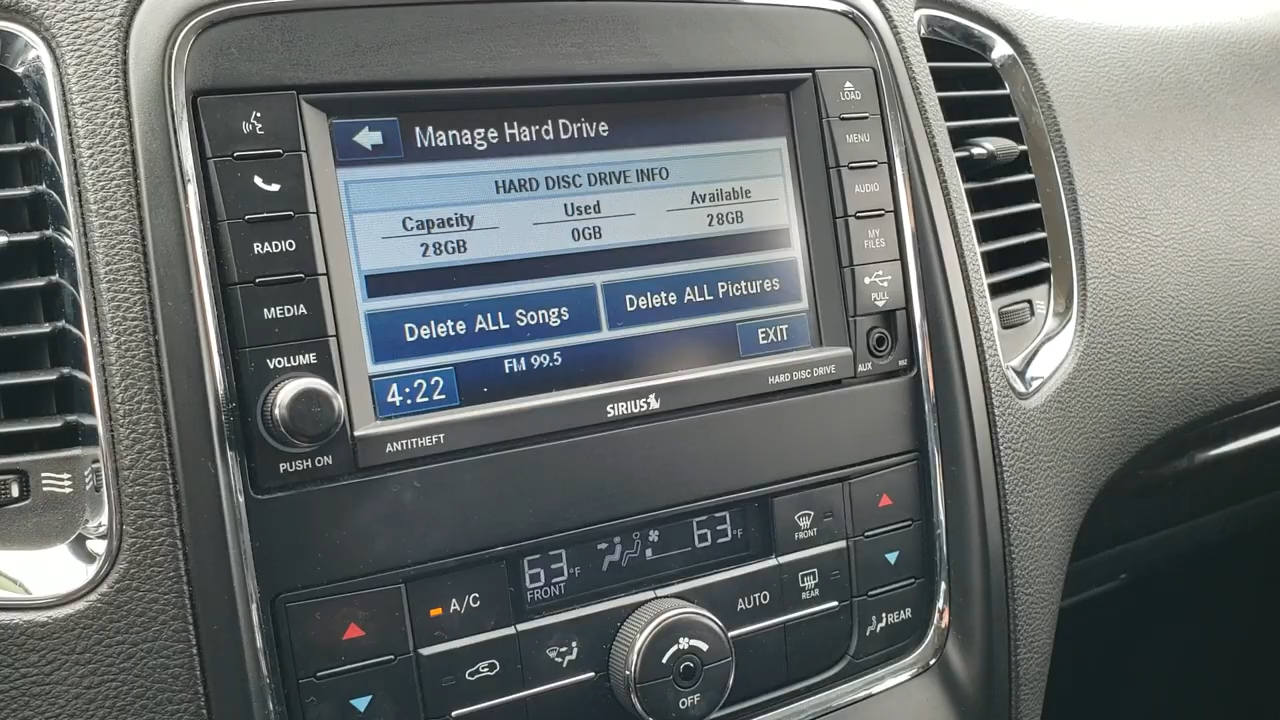 Manage Hard Drive
HARD DISC DRIVE INFO
Capacity Used Available
28GB 0GB 28GB
Delete ALL Songs Delete ALL Pictures
EXIT
4:22 FM 99.5
RADIO
MEDIA
VOLUME
PUSH ON
LOAD
MENU
AUDIO
MY
FILES
PULL
AUX RBZ
ANTITHEFT
SIRIUS
HARD DISC DRIVE
63°F 63°F
FRONT
FRONT
A/C
AUTO
REAR
REAR
OFF